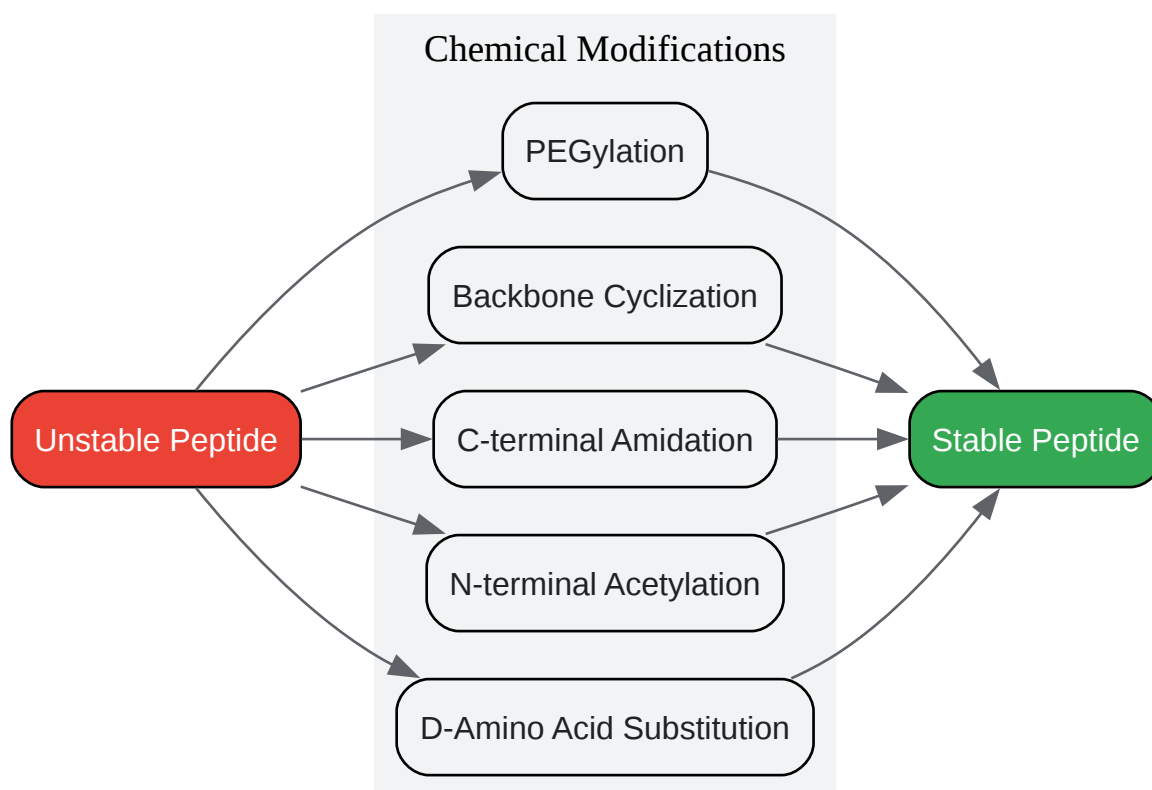 Chemical Modifications
PEGylation
Backbone Cyclization
Unstable Peptide
C-terminal Amidation
Stable Peptide
N-terminal Acetylation
D-Amino Acid Substitution